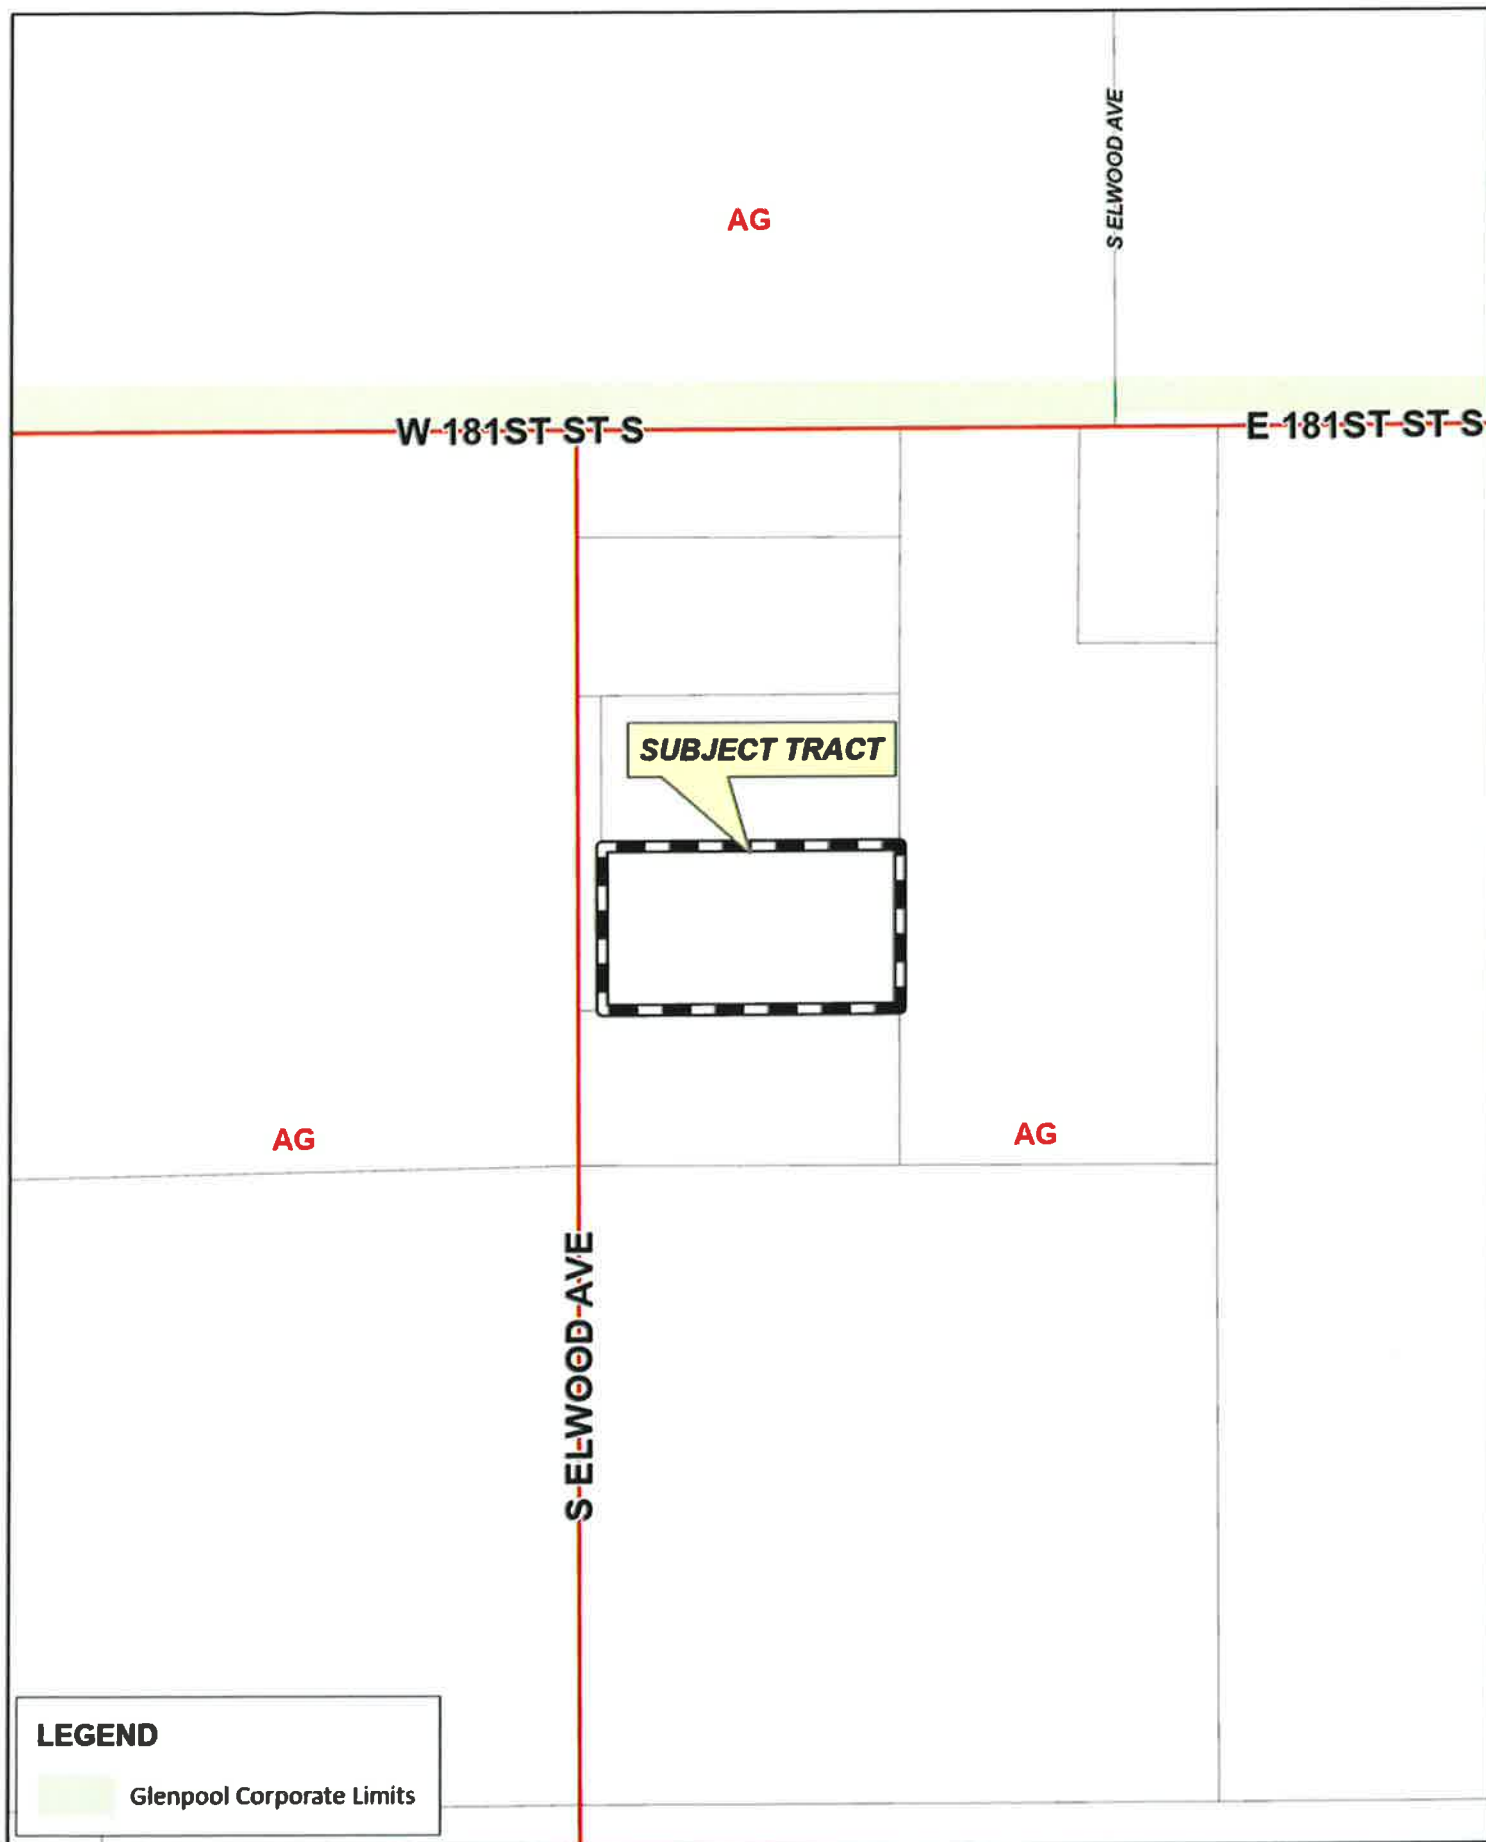 S ELWOOD AVE
AG
W 181ST ST S
E 181ST ST S
SUBJECT TRACT
AG
AG
S ELWOOD AVE
LEGEND
Glenpool Corporate Limits